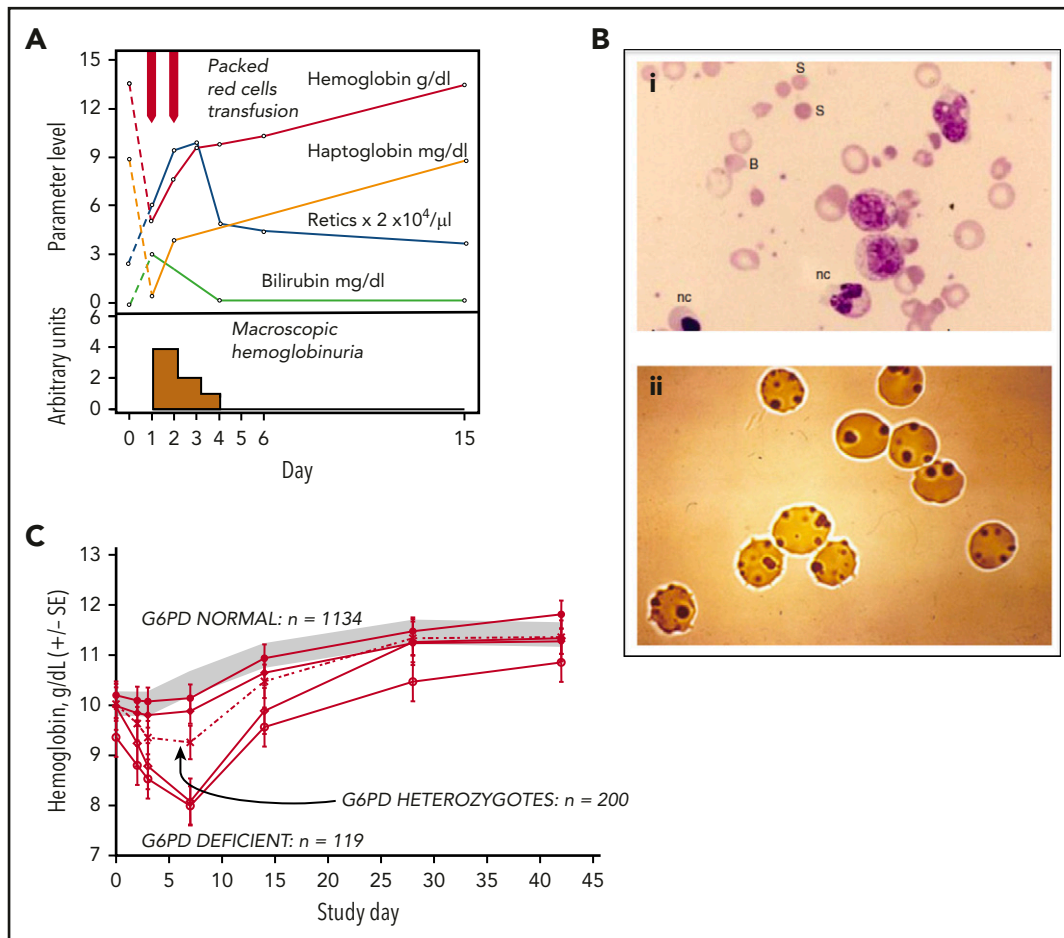 A
15
12
9
6
3
0
Parameter level
Packed
red cells
transfusion
Hemoglobin g/dl
Haptoglobin mg/dl
Retics x 2 x10⁴/µl
Bilirubin mg/dl
6
4
2
0
Arbitrary units
Macroscopic
hemoglobinuria
0 1 2 3 4 5 6 15
Day
B
i
S
S
B
nc
nc
ii
C
13
12
11
10
9
8
7
Hemoglobin, g/dL (+/− SE)
G6PD NORMAL: n = 1134
G6PD HETEROZYGOTES: n = 200
G6PD DEFICIENT: n = 119
0 5 10 15 20 25 30 35 40 45
Study day